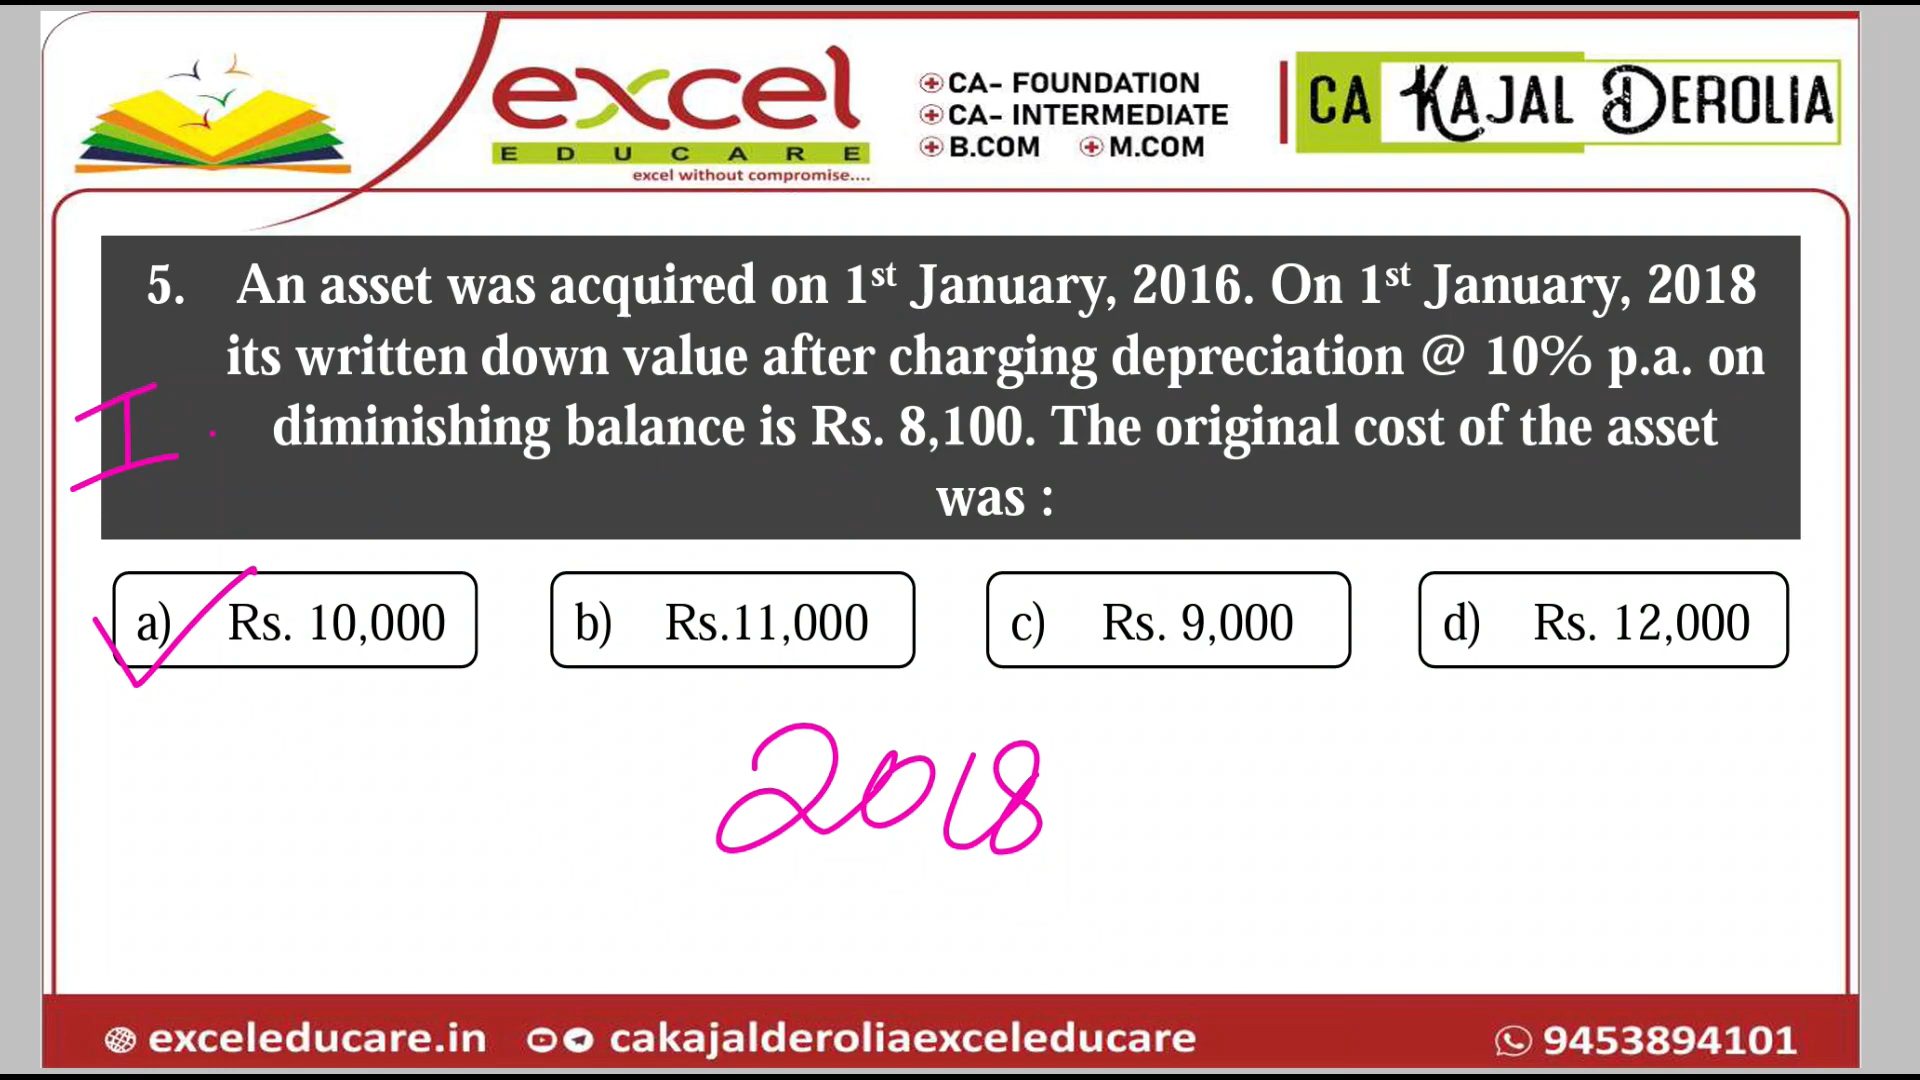 excel
EDUCARE
excel without compromise....
CA- FOUNDATION
CA- INTERMEDIATE
B.COM M.COM
CA KAJAL DEROLIA
5. An asset was acquired on 1st January, 2016. On 1st January, 2018
its written down value after charging depreciation @ 10% p.a. on
diminishing balance is Rs. 8,100. The original cost of the asset
was :
I
a) Rs. 10,000
b) Rs.11,000
c) Rs. 9,000
d) Rs. 12,000
2018
exceleducare.in cakajalderoliaexceleducare 9453894101